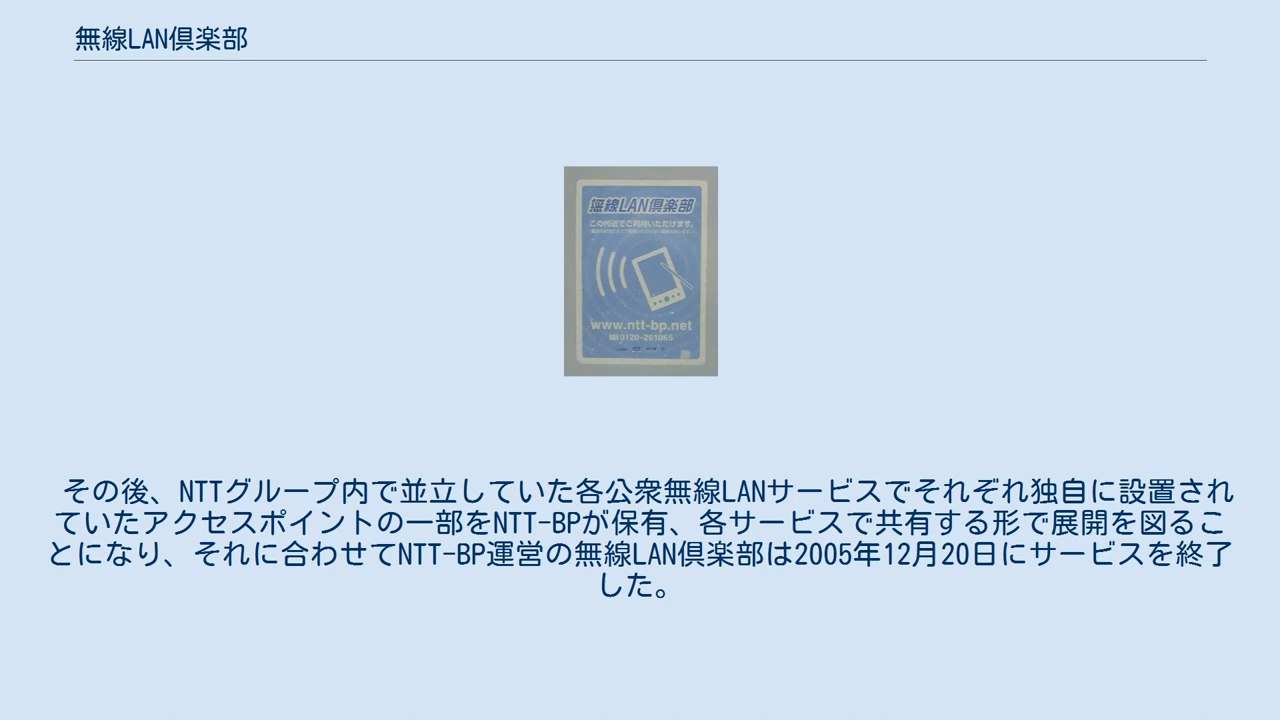 無線LAN倶楽部
無線LAN倶楽部
この付近でご利用いただけます。
www.ntt-bp.net
☎0120-261065
その後、NTTグループ内で並立していた各公衆無線LANサービスでそれぞれ独自に設置され
ていたアクセスポイントの一部をNTT-BPが保有、各サービスで共有する形で展開を図るこ
とになり、それに合わせてNTT-BP運営の無線LAN倶楽部は2005年12月20日にサービスを終了
した。